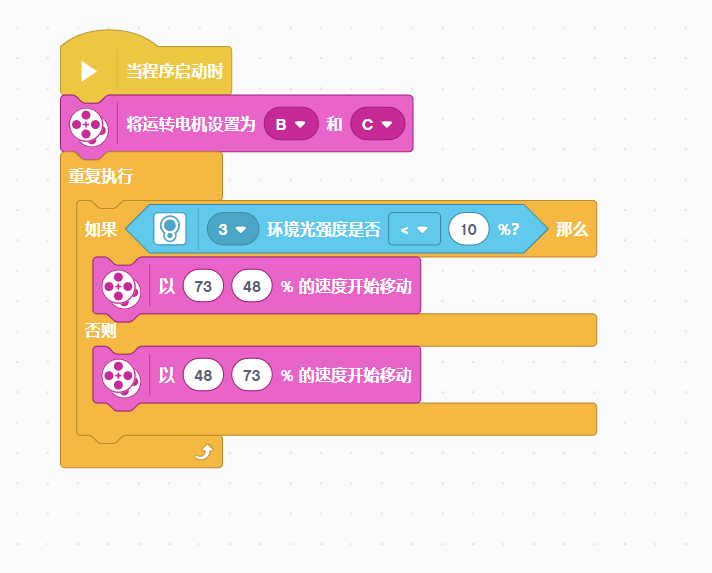 当程序启动时
将运转电机设置为 B 和 C
重复执行
如果 3 环境光强度是否 < 10 %? 那么
以 73 48 % 的速度开始移动
否则
以 48 73 % 的速度开始移动